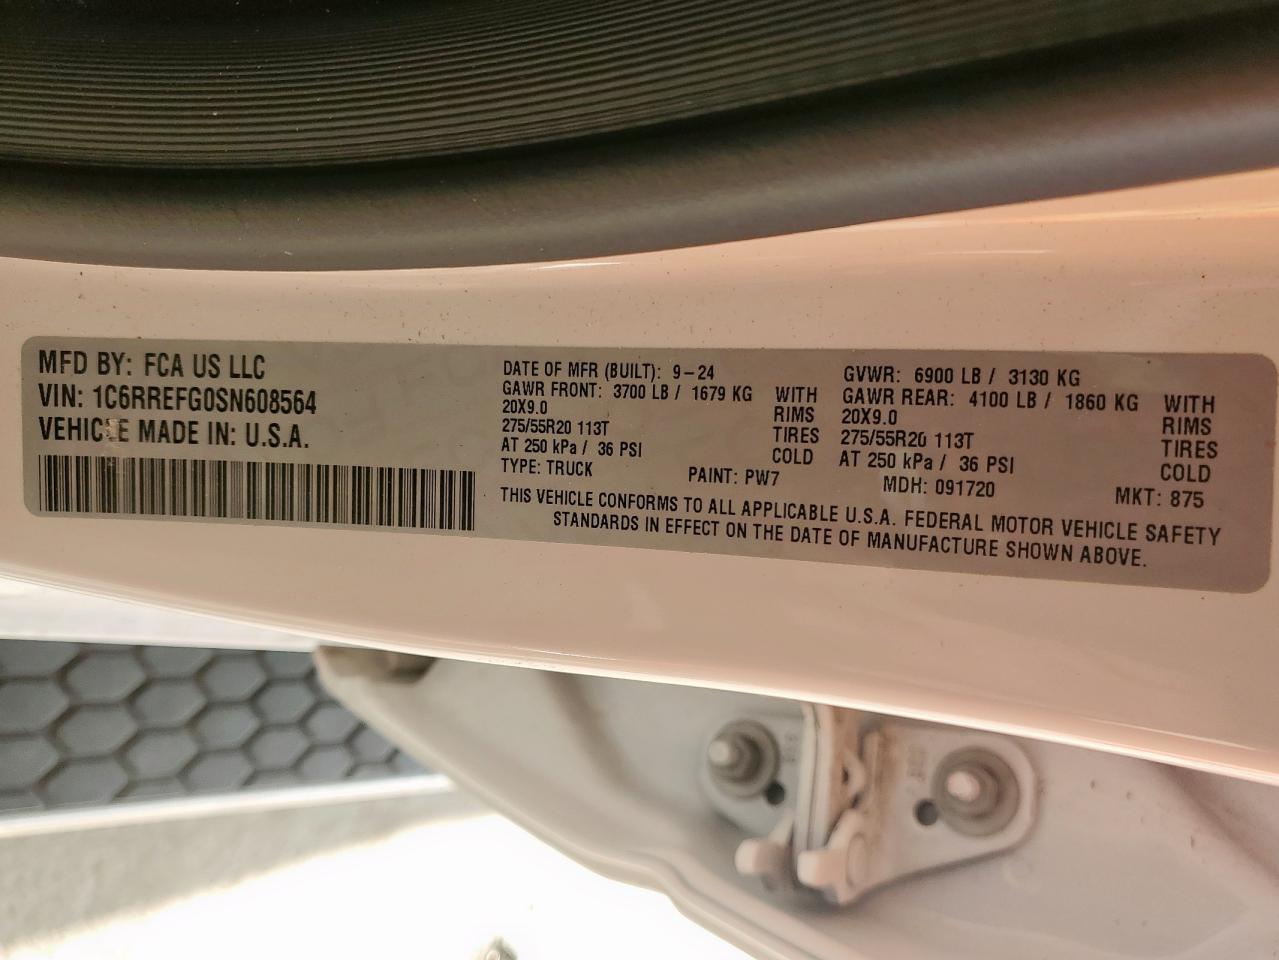 MFD BY: FCA US LLC
VIN: 1C6RREFG0SN608564
VEHICLE MADE IN: U.S.A.
DATE OF MFR (BUILT): 9-24
GAWR FRONT: 3700 LB / 1679 KG WITH
20X9.0 RIMS
275/55R20 113T TIRES
AT 250 kPa / 36 PSI COLD
TYPE: TRUCK PAINT: PW7
GVWR: 6900 LB / 3130 KG
GAWR REAR: 4100 LB / 1860 KG WITH
20X9.0 RIMS
275/55R20 113T TIRES
AT 250 kPa / 36 PSI COLD
MDH: 091720 MKT: 875
THIS VEHICLE CONFORMS TO ALL APPLICABLE U.S.A. FEDERAL MOTOR VEHICLE SAFETY
STANDARDS IN EFFECT ON THE DATE OF MANUFACTURE SHOWN ABOVE.